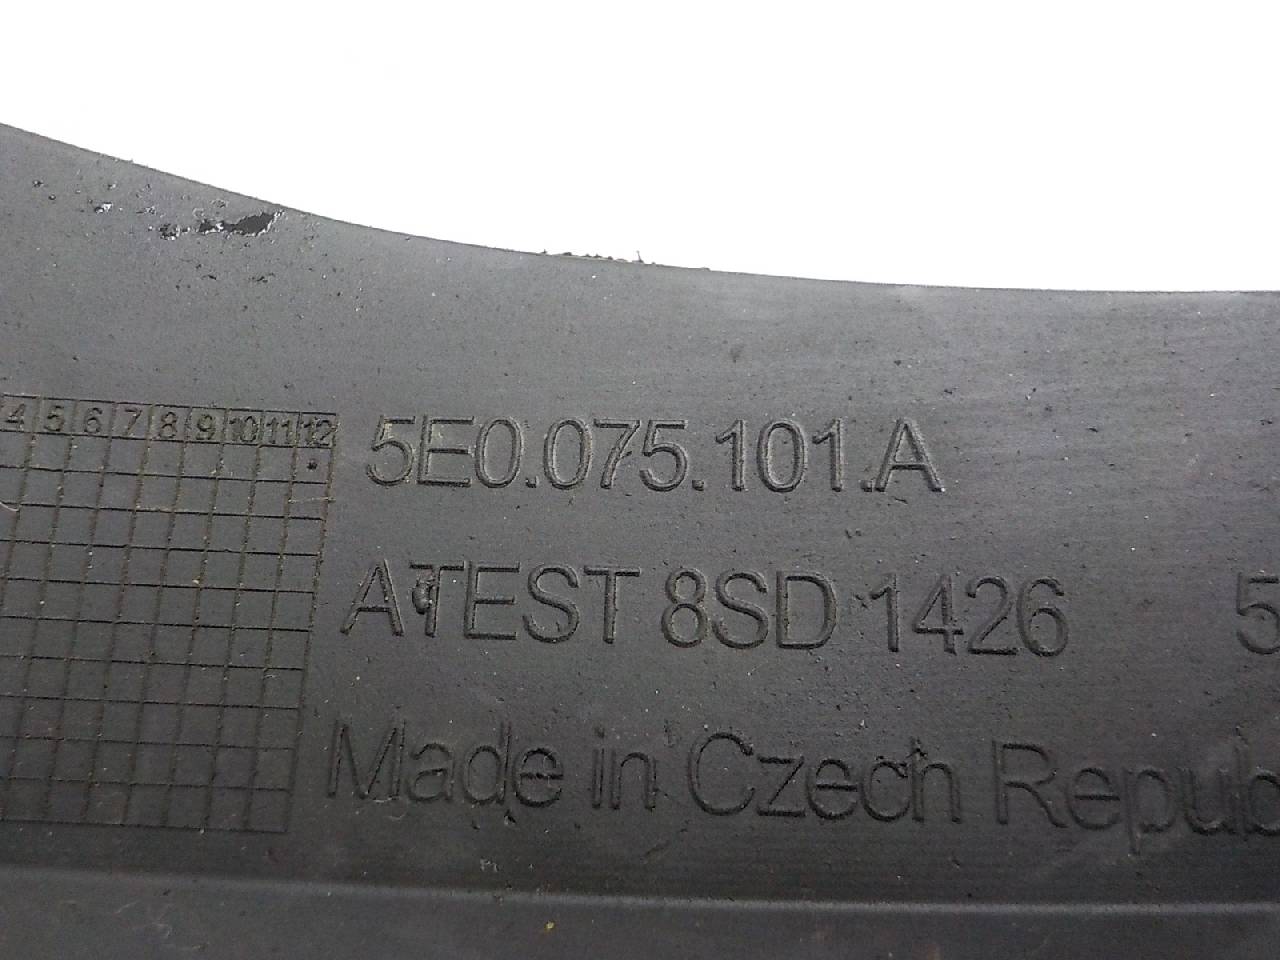 4 5 6 7 8 9 10 11 12
5E0.075.101.A
ATEST 8SD 1426 5
Made in Czech Repub